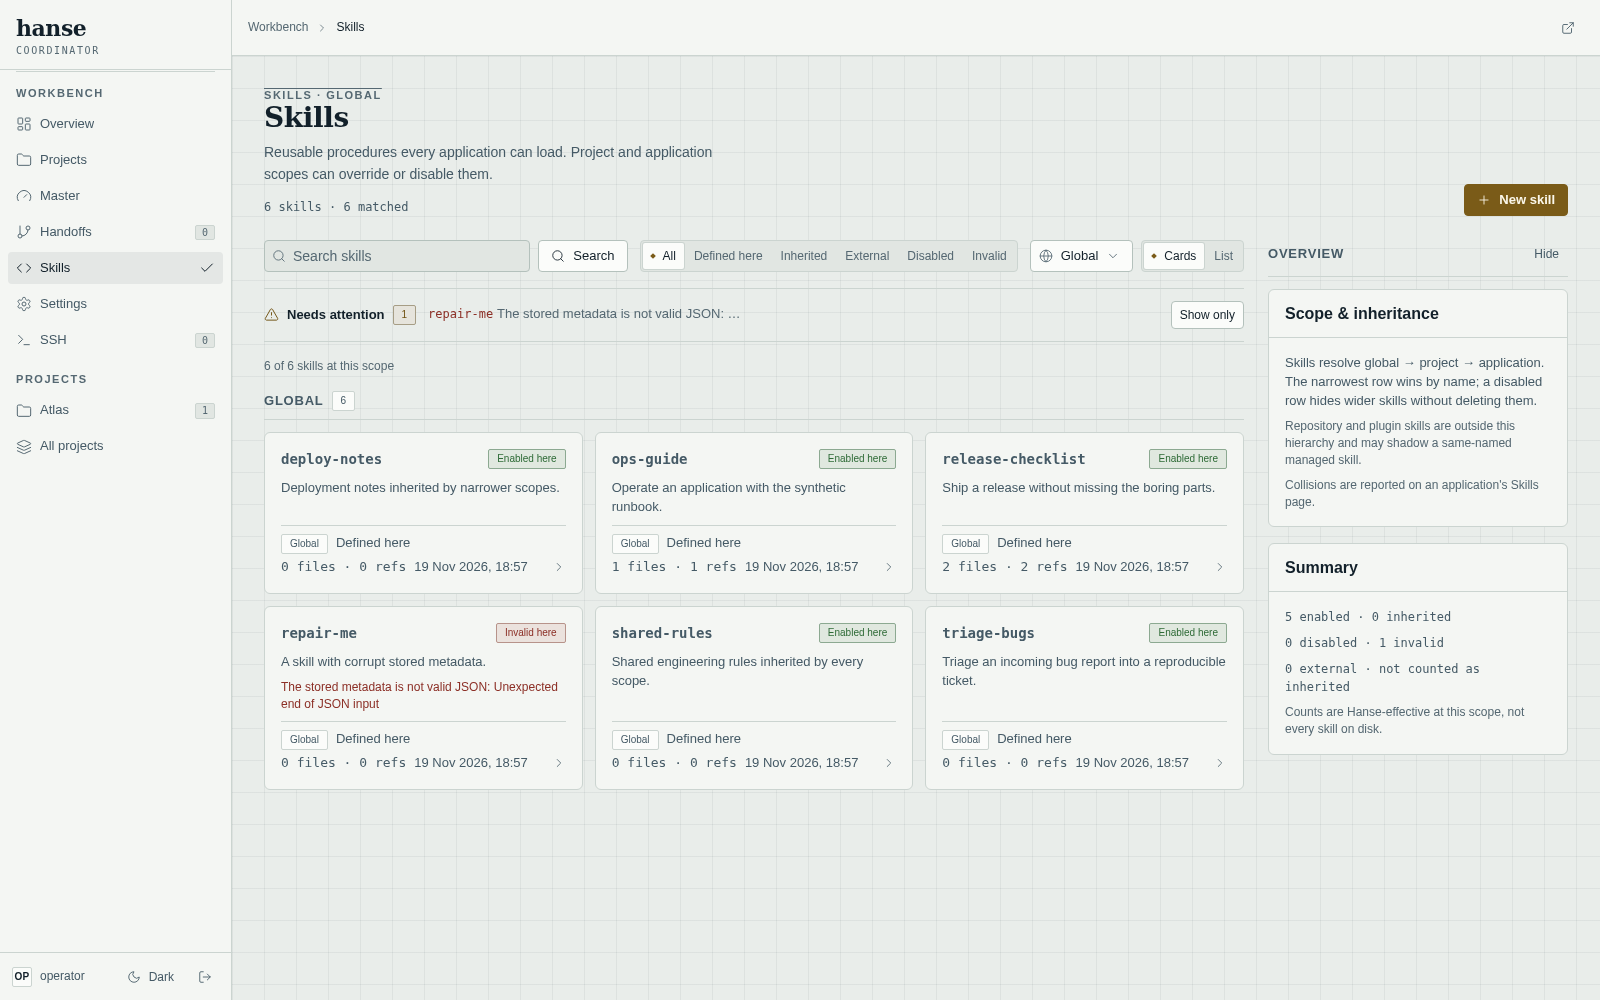 hanse
COORDINATOR
WORKBENCH
Overview
Projects
Master
Handoffs 0
Skills
Settings
SSH 0
PROJECTS
Atlas 1
All projects
OP operator Dark
Workbench Skills
SKILLS · GLOBAL
Skills
Reusable procedures every application can load. Project and application
scopes can override or disable them.
6 skills · 6 matched
New skill
Search skills Search All Defined here Inherited External Disabled Invalid Global Cards List
Needs attention 1 repair-me The stored metadata is not valid JSON: … Show only
6 of 6 skills at this scope
GLOBAL 6
deploy-notes Enabled here
Deployment notes inherited by narrower scopes.
Global Defined here
0 files · 0 refs 19 Nov 2026, 18:57
ops-guide Enabled here
Operate an application with the synthetic
runbook.
Global Defined here
1 files · 1 refs 19 Nov 2026, 18:57
release-checklist Enabled here
Ship a release without missing the boring parts.
Global Defined here
2 files · 2 refs 19 Nov 2026, 18:57
repair-me Invalid here
A skill with corrupt stored metadata.
The stored metadata is not valid JSON: Unexpected
end of JSON input
Global Defined here
0 files · 0 refs 19 Nov 2026, 18:57
shared-rules Enabled here
Shared engineering rules inherited by every
scope.
Global Defined here
0 files · 0 refs 19 Nov 2026, 18:57
triage-bugs Enabled here
Triage an incoming bug report into a reproducible
ticket.
Global Defined here
0 files · 0 refs 19 Nov 2026, 18:57
OVERVIEW Hide
Scope & inheritance
Skills resolve global → project → application.
The narrowest row wins by name; a disabled
row hides wider skills without deleting them.
Repository and plugin skills are outside this
hierarchy and may shadow a same-named
managed skill.
Collisions are reported on an application's Skills
page.
Summary
5 enabled · 0 inherited
0 disabled · 1 invalid
0 external · not counted as
inherited
Counts are Hanse-effective at this scope, not
every skill on disk.